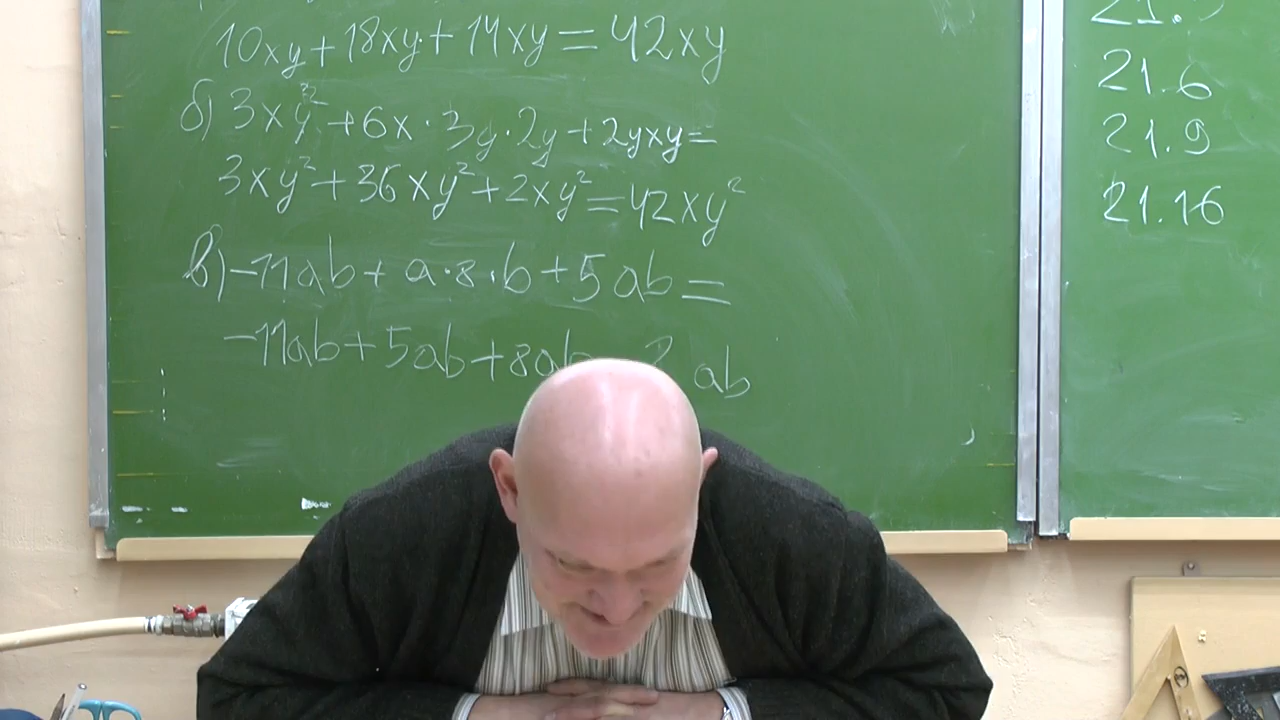 10xy+18xy+14xy=42xy
б) 3xy²+6x·3y·2y+2yxy=
3xy²+36xy²+2xy²=42xy²
в) -11ab+a·8·b+5ab=
-11ab+5ab+8ab 2 ab
21.6
21.9
21.16